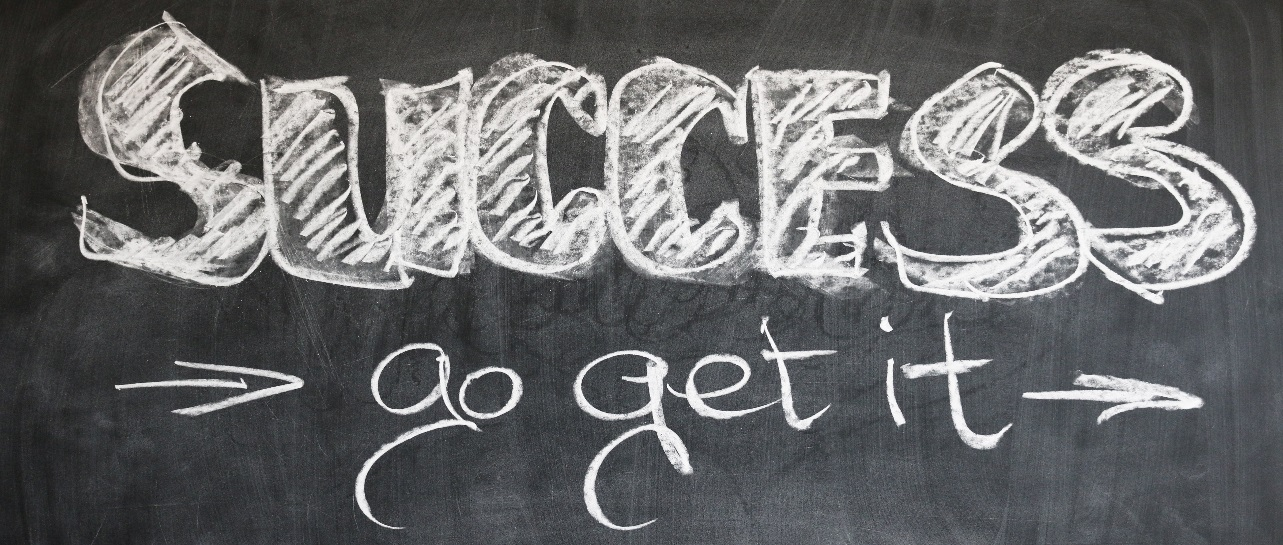 SUCCESS
→ go get it →